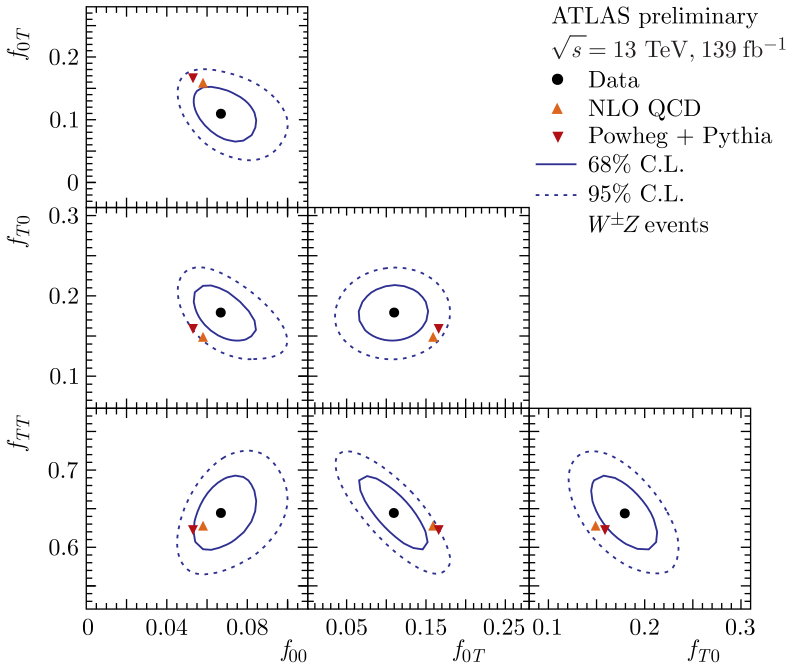 ATLAS preliminary
√s = 13 TeV, 139 fb⁻¹
Data
NLO QCD
Powheg + Pythia
68% C.L.
95% C.L.
W±Z events
f0T
0.2
0.1
0
fT0
0.3
0.2
0.1
fTT
0.7
0.6
0 0.04 0.08 0.05 0.15 0.25 0.1 0.2 0.3
f00 f0T fT0